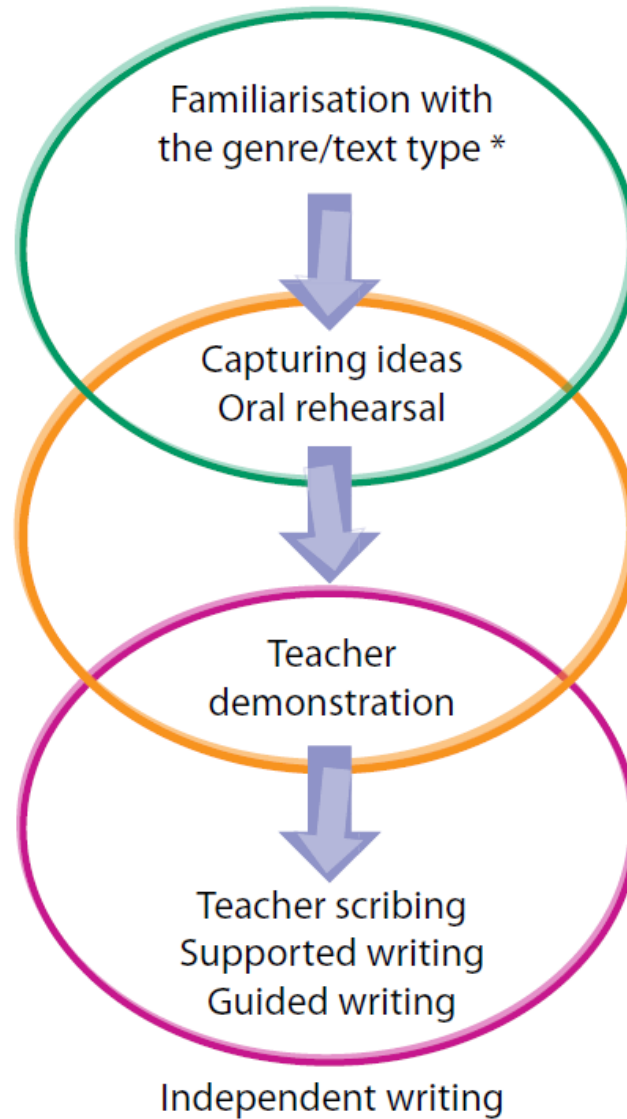 Familiarisation with
the genre/text type *
Capturing ideas
Oral rehearsal
Teacher
demonstration
Teacher scribing
Supported writing
Guided writing
Independent writing